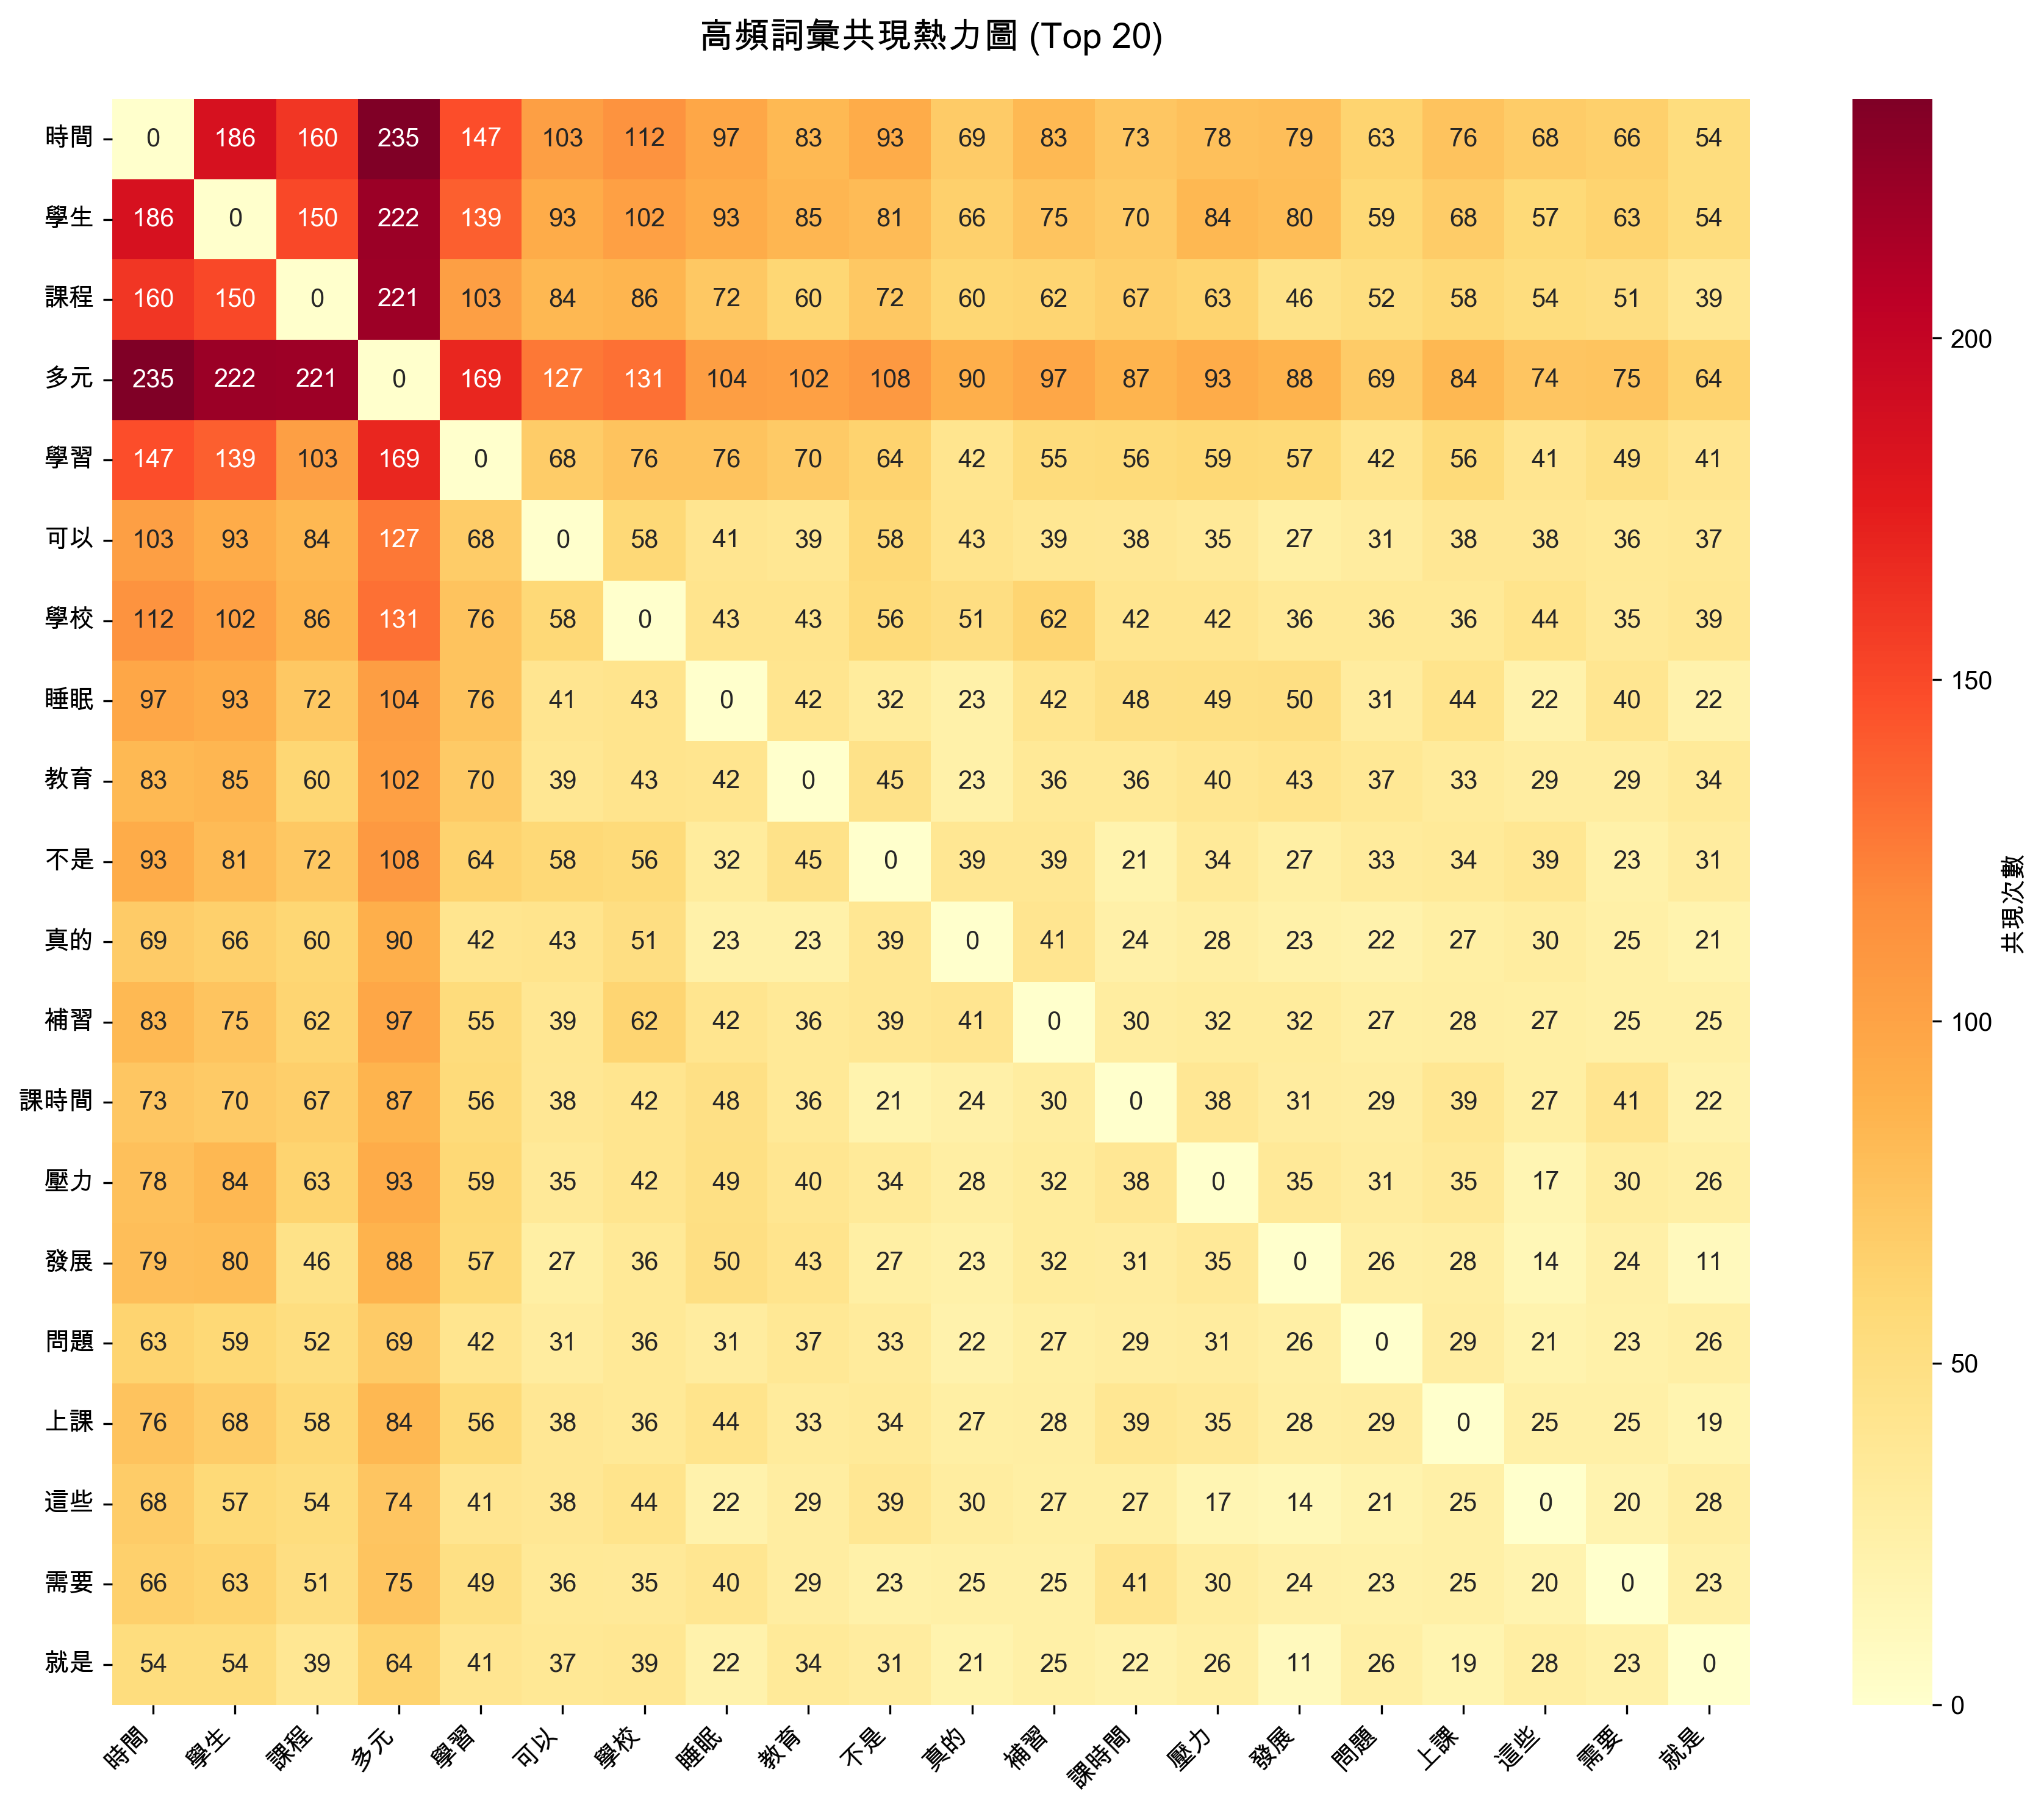 高頻詞彙共現熱力圖 (Top 20)
時間 0 186 160 235 147 103 112 97 83 93 69 83 73 78 79 63 76 68 66 54
學生 186 0 150 222 139 93 102 93 85 81 66 75 70 84 80 59 68 57 63 54
課程 160 150 0 221 103 84 86 72 60 72 60 62 67 63 46 52 58 54 51 39
多元 235 222 221 0 169 127 131 104 102 108 90 97 87 93 88 69 84 74 75 64
學習 147 139 103 169 0 68 76 76 70 64 42 55 56 59 57 42 56 41 49 41
可以 103 93 84 127 68 0 58 41 39 58 43 39 38 35 27 31 38 38 36 37
學校 112 102 86 131 76 58 0 43 43 56 51 62 42 42 36 36 36 44 35 39
睡眠 97 93 72 104 76 41 43 0 42 32 23 42 48 49 50 31 44 22 40 22
教育 83 85 60 102 70 39 43 42 0 45 23 36 36 40 43 37 33 29 29 34
不是 93 81 72 108 64 58 56 32 45 0 39 39 21 34 27 33 34 39 23 31
真的 69 66 60 90 42 43 51 23 23 39 0 41 24 28 23 22 27 30 25 21
補習 83 75 62 97 55 39 62 42 36 39 41 0 30 32 32 27 28 27 25 25
課時間 73 70 67 87 56 38 42 48 36 21 24 30 0 38 31 29 39 27 41 22
壓力 78 84 63 93 59 35 42 49 40 34 28 32 38 0 35 31 35 17 30 26
發展 79 80 46 88 57 27 36 50 43 27 23 32 31 35 0 26 28 14 24 11
問題 63 59 52 69 42 31 36 31 37 33 22 27 29 31 26 0 29 21 23 26
上課 76 68 58 84 56 38 36 44 33 34 27 28 39 35 28 29 0 25 25 19
這些 68 57 54 74 41 38 44 22 29 39 30 27 27 17 14 21 25 0 20 28
需要 66 63 51 75 49 36 35 40 29 23 25 25 41 30 24 23 25 20 0 23
就是 54 54 39 64 41 37 39 22 34 31 21 25 22 26 11 26 19 28 23 0
時間 學生 課程 多元 學習 可以 學校 睡眠 教育 不是 真的 補習 課時間 壓力 發展 問題 上課 這些 需要 就是
200
150
100
50
0
共現次數